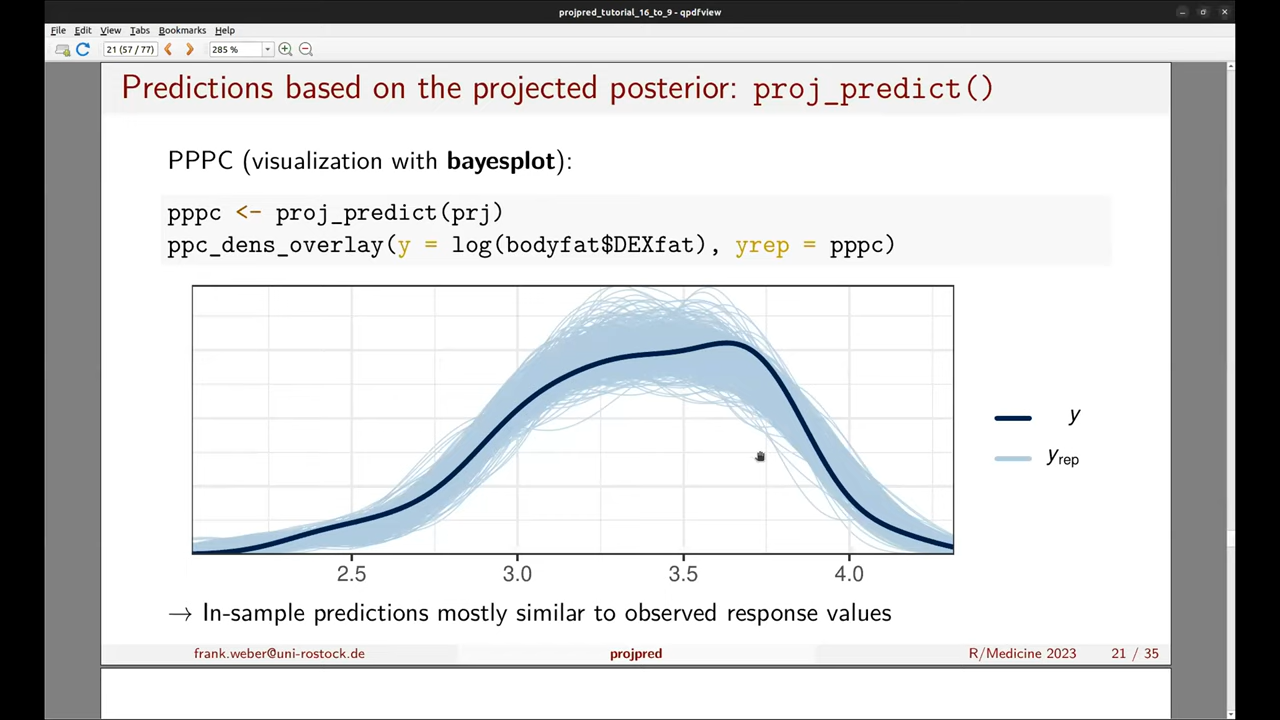 projpred_tutorial_16_to_9 - qpdfview
File Edit View Tabs Bookmarks Help
21 (57 / 77) 285 %
Predictions based on the projected posterior: proj_predict()
PPPC (visualization with bayesplot):
pppc <- proj_predict(prj)
ppc_dens_overlay(y = log(bodyfat$DEXfat), yrep = pppc)
y
yrep
2.5 3.0 3.5 4.0
→ In-sample predictions mostly similar to observed response values
frank.weber@uni-rostock.de projpred R/Medicine 2023 21 / 35